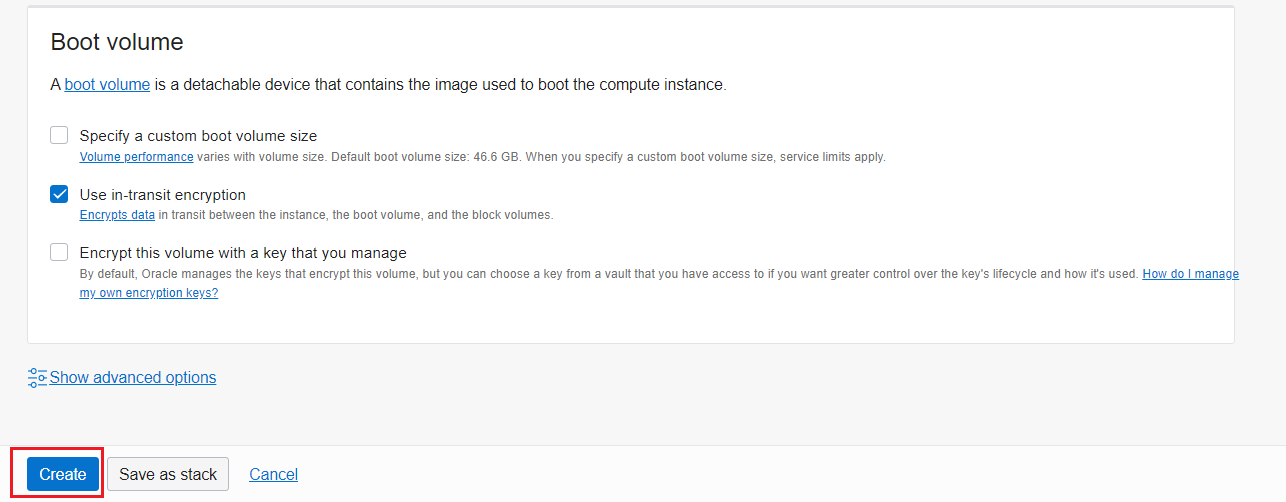 Boot volume
A boot volume is a detachable device that contains the image used to boot the compute instance.
Specify a custom boot volume size
Volume performance varies with volume size. Default boot volume size: 46.6 GB. When you specify a custom boot volume size, service limits apply.
Use in-transit encryption
Encrypts data in transit between the instance, the boot volume, and the block volumes.
Encrypt this volume with a key that you manage
By default, Oracle manages the keys that encrypt this volume, but you can choose a key from a vault that you have access to if you want greater control over the key's lifecycle and how it's used. How do I manage
my own encryption keys?
Show advanced options
Create Save as stack Cancel